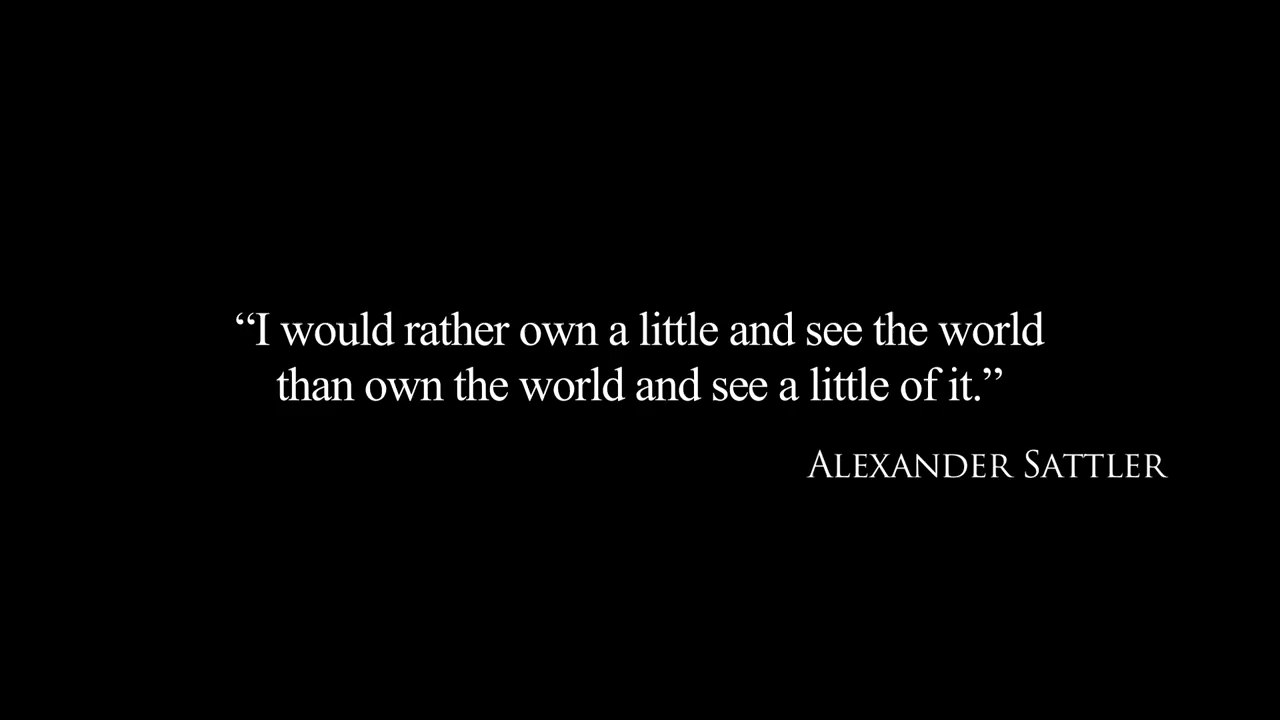 “I would rather own a little and see the world
than own the world and see a little of it.”
Alexander Sattler